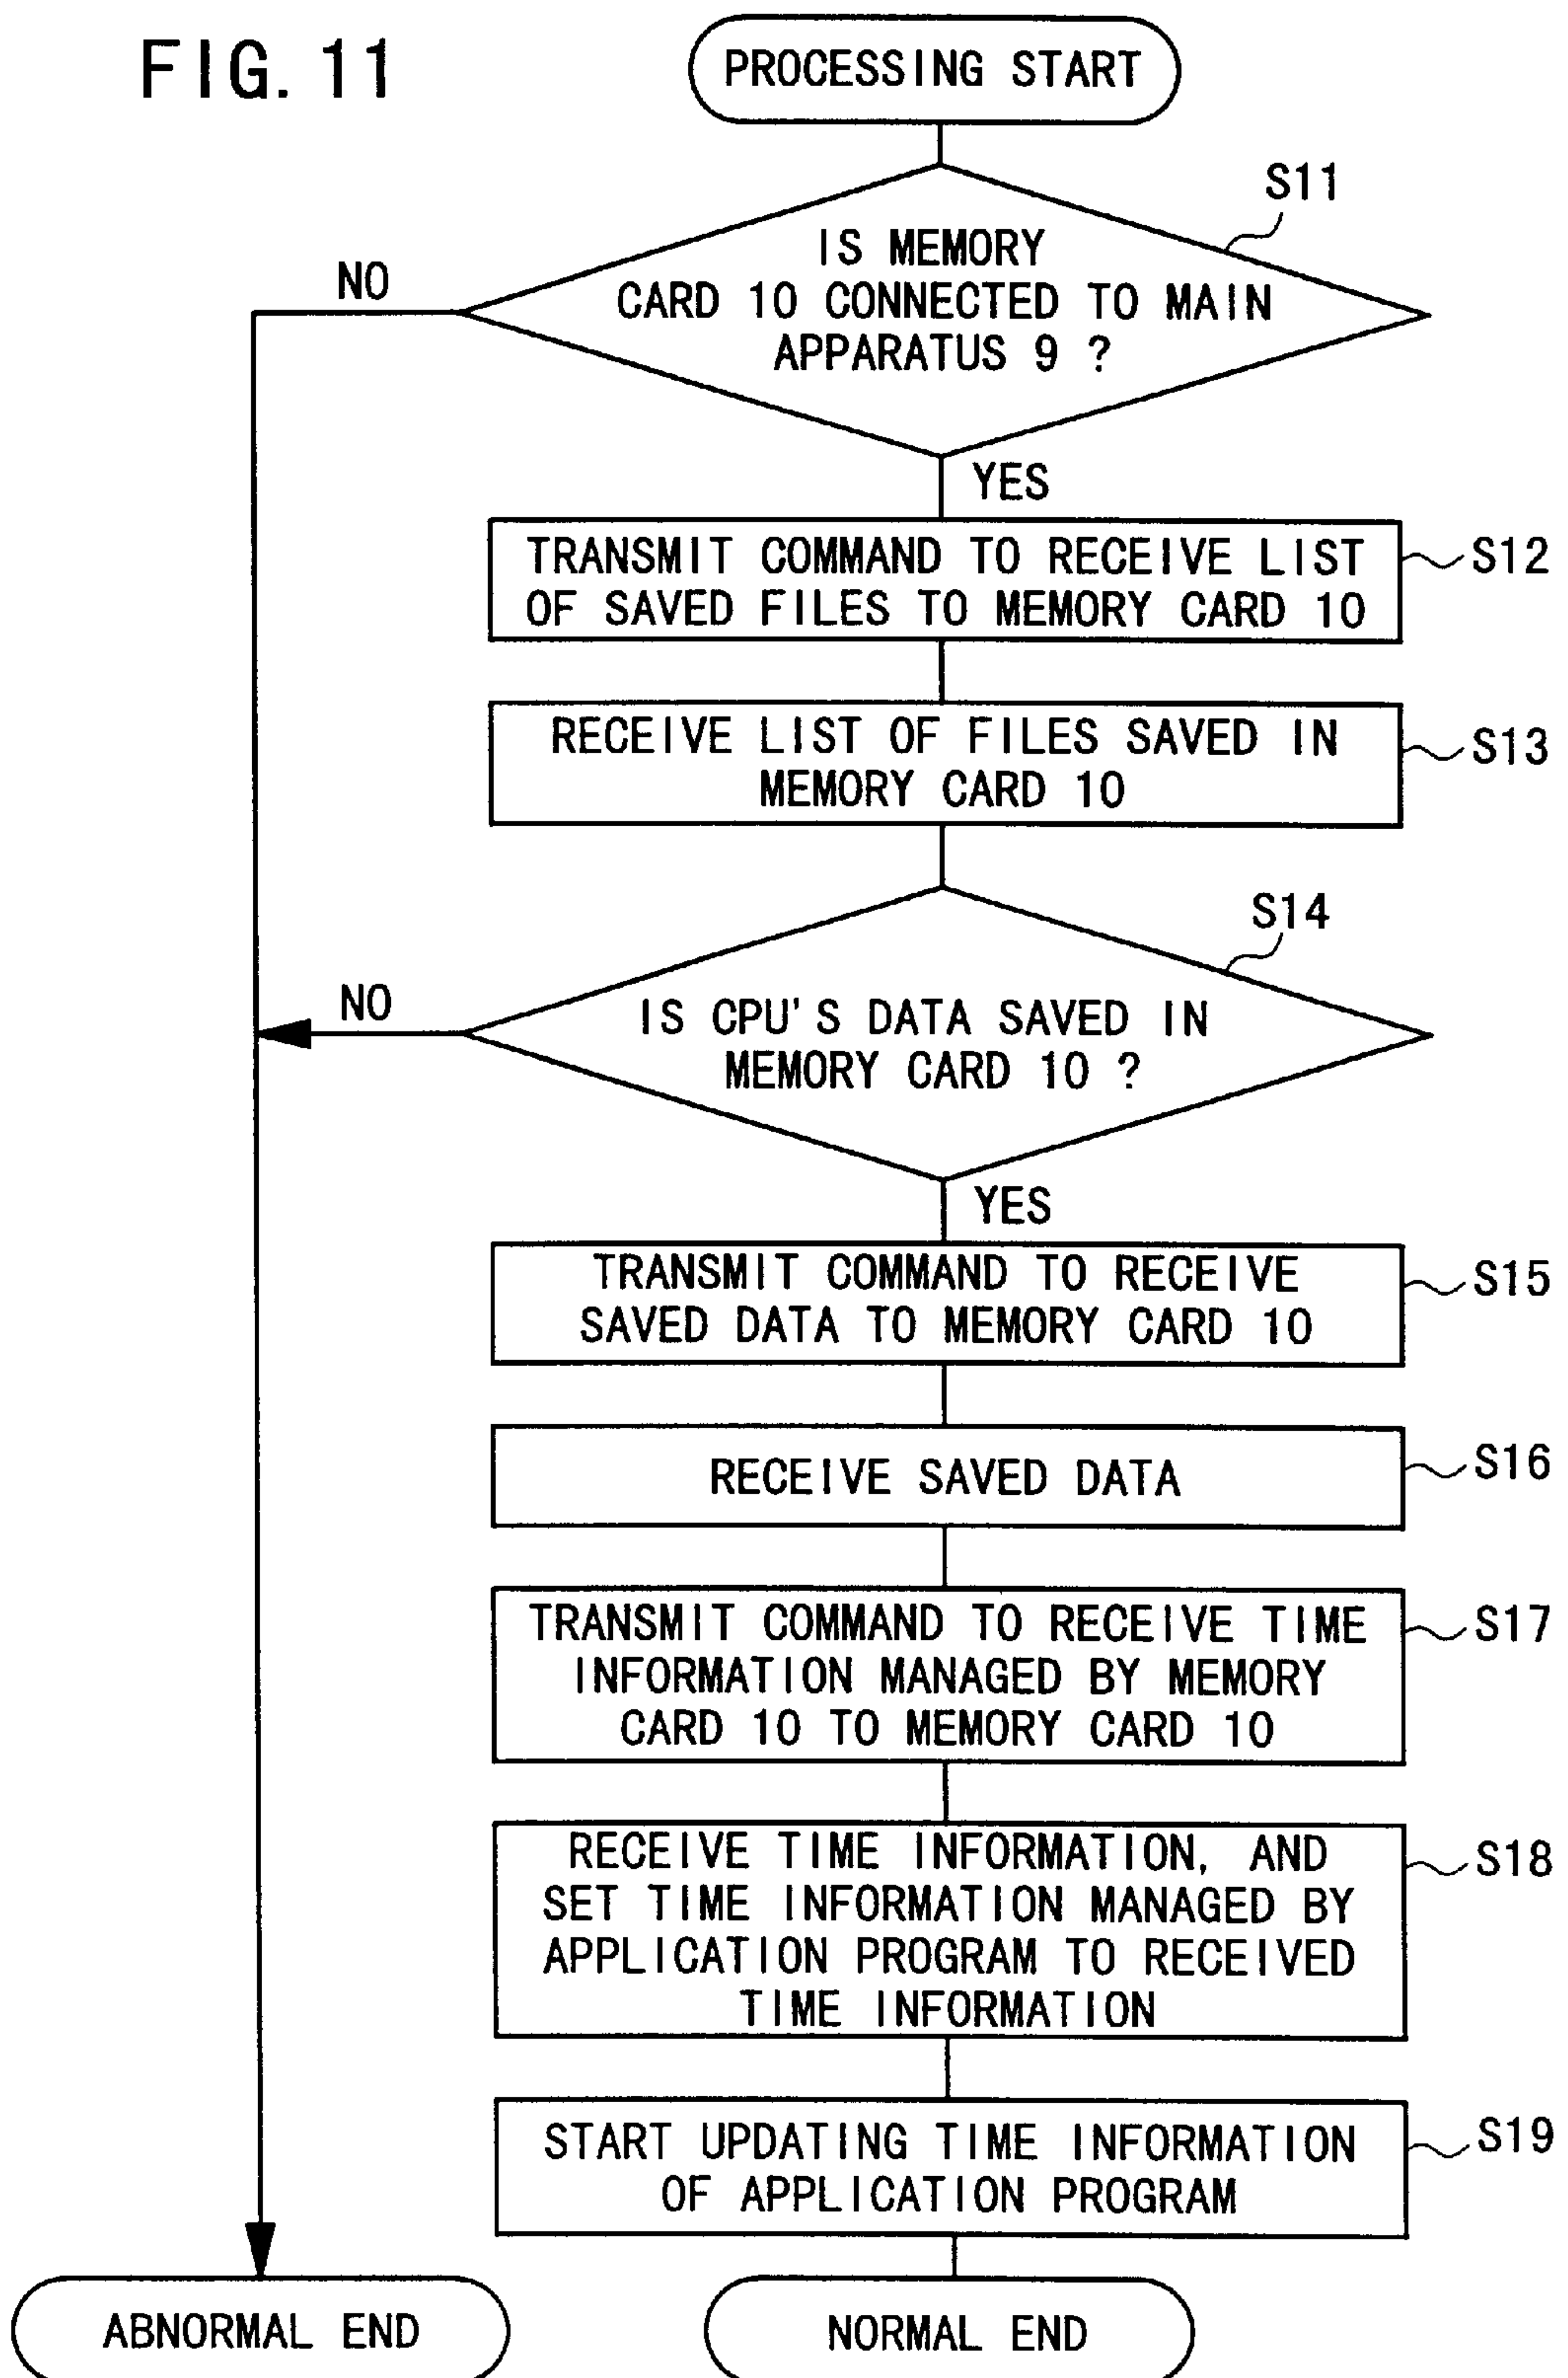 FIG. 11
PROCESSING START
S11
IS MEMORY
CARD 10 CONNECTED TO MAIN
APPARATUS 9 ?
NO
YES
TRANSMIT COMMAND TO RECEIVE LIST
OF SAVED FILES TO MEMORY CARD 10
S12
RECEIVE LIST OF FILES SAVED IN
MEMORY CARD 10
S13
S14
IS CPU'S DATA SAVED IN
MEMORY CARD 10 ?
NO
YES
TRANSMIT COMMAND TO RECEIVE
SAVED DATA TO MEMORY CARD 10
S15
RECEIVE SAVED DATA
S16
TRANSMIT COMMAND TO RECEIVE TIME
INFORMATION MANAGED BY MEMORY
CARD 10 TO MEMORY CARD 10
S17
RECEIVE TIME INFORMATION, AND
SET TIME INFORMATION MANAGED BY
APPLICATION PROGRAM TO RECEIVED
TIME INFORMATION
S18
START UPDATING TIME INFORMATION
OF APPLICATION PROGRAM
S19
ABNORMAL END
NORMAL END